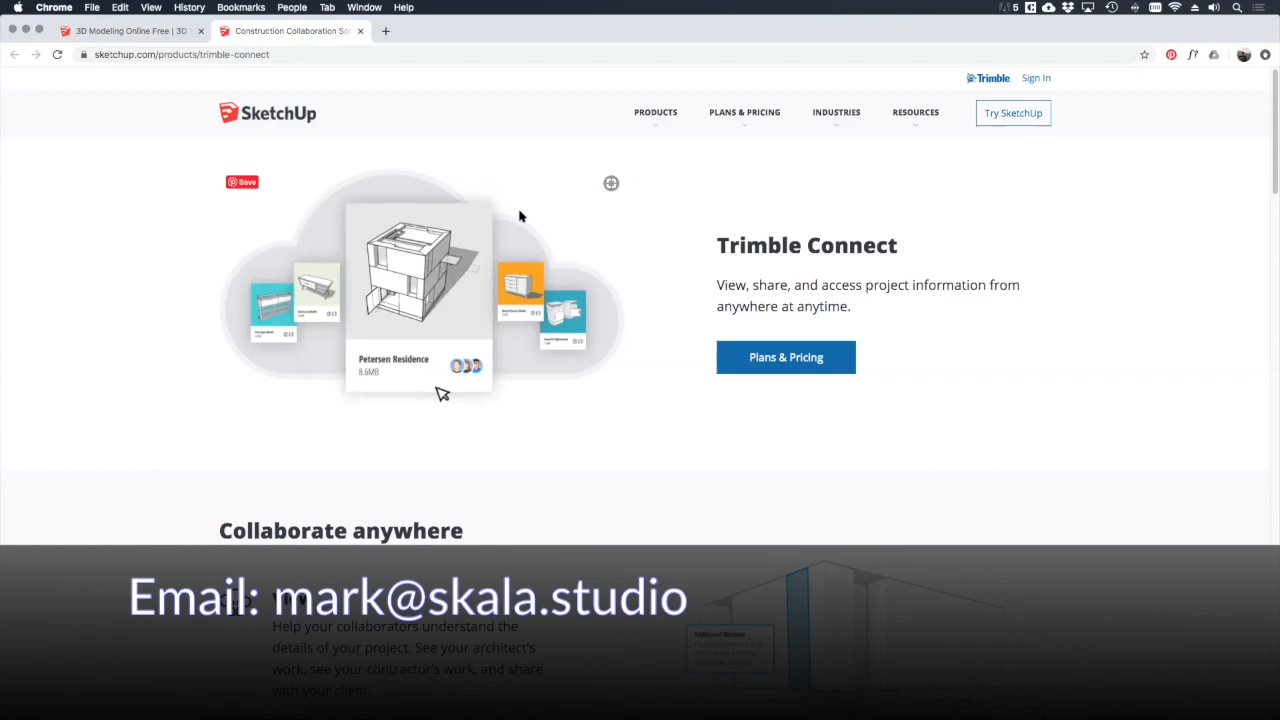 Chrome File Edit View History Bookmarks People Tab Window Help
5
3D Modeling Online Free | 3D
Construction Collaboration So
sketchup.com/products/trimble-connect
Trimble. Sign In
SketchUp
PRODUCTS PLANS & PRICING INDUSTRIES RESOURCES Try SketchUp
Save
Petersen Residence
8.6MB
Trimble Connect
View, share, and access project information from
anywhere at anytime.
Plans & Pricing
Collaborate anywhere
Email: mark@skala.studio
View
Help your collaborators understand the
details of your project. See your architect's
work, see your contractor's work, and share
with your client.
Additional Window